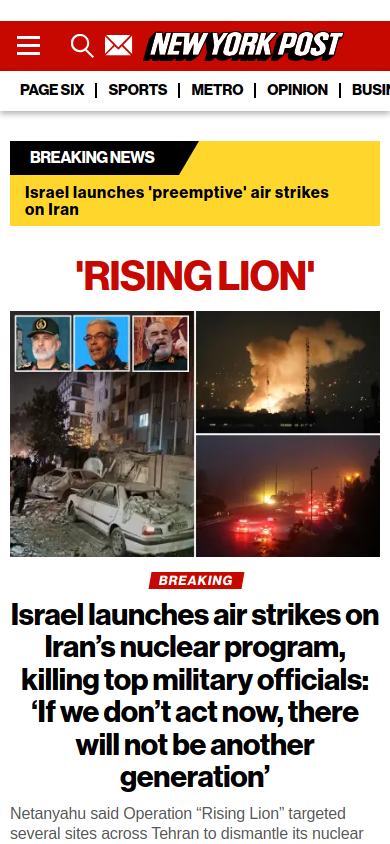 NEW YORK POST
PAGE SIX | SPORTS | METRO | OPINION | BUSI
BREAKING NEWS
Israel launches 'preemptive' air strikes
on Iran
'RISING LION'
BREAKING
Israel launches air strikes on
Iran’s nuclear program,
killing top military officials:
‘If we don’t act now, there
will not be another
generation’
Netanyahu said Operation “Rising Lion” targeted
several sites across Tehran to dismantle its nuclear